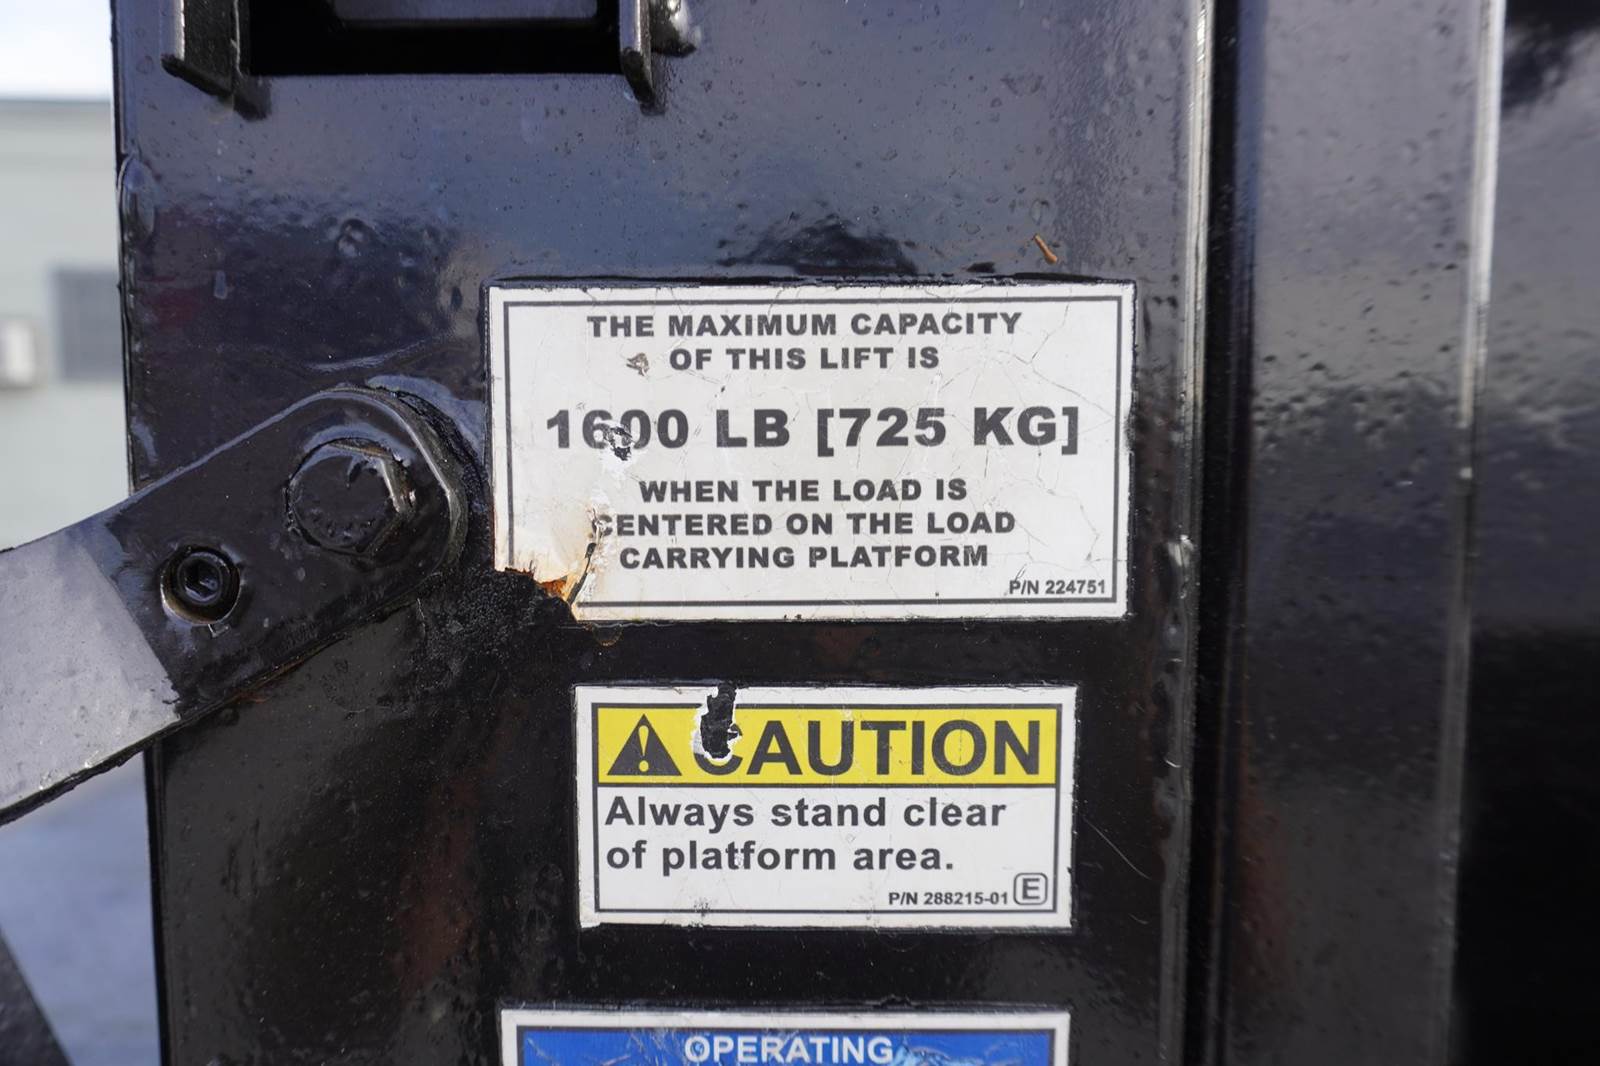 THE MAXIMUM CAPACITY
OF THIS LIFT IS
1600 LB [725 KG]
WHEN THE LOAD IS
CENTERED ON THE LOAD
CARRYING PLATFORM
P/N 224751
CAUTION
Always stand clear
of platform area.
P/N 288215-01 E
OPERATING